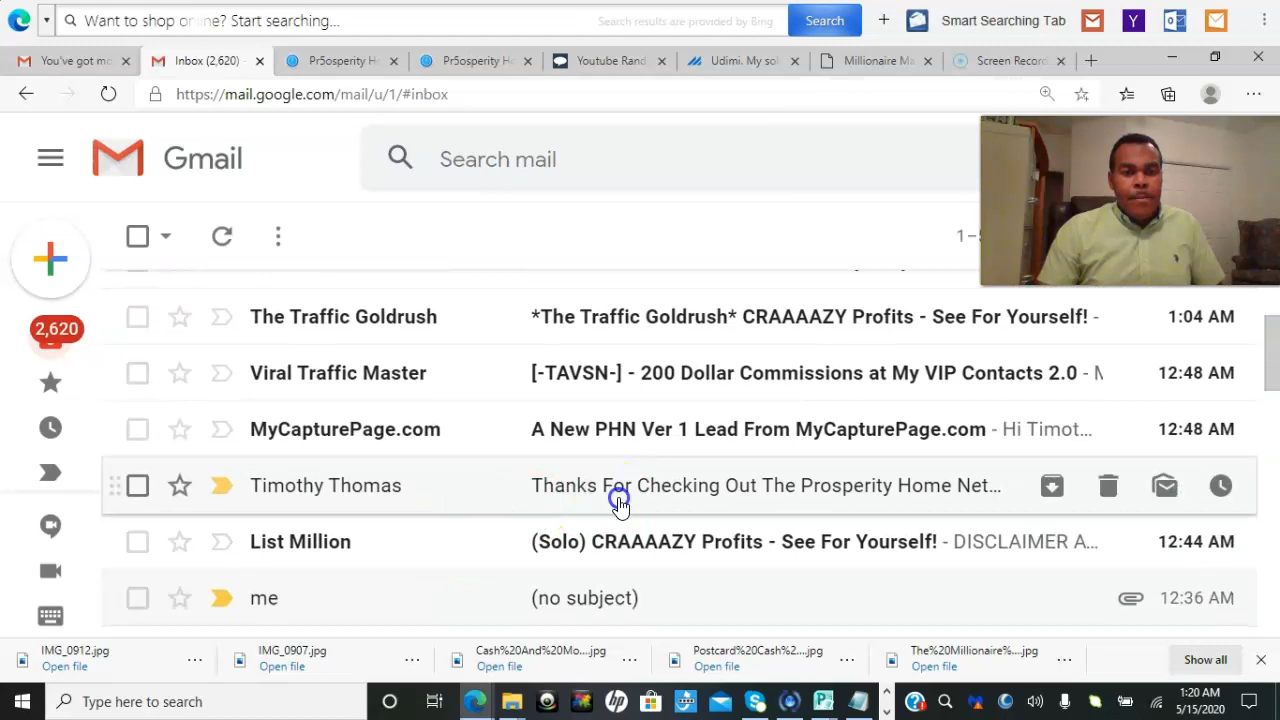 Want to shop online? Start searching...
Search results are provided by Bing
Search
Smart Searching Tab
You've got mo
Inbox (2,620) -
Pr5osperity H
Pr5osperity He
Youtube Rand
Udimi. My sol
Millionaire Ma
Screen Recorc
https://mail.google.com/mail/u/1/#inbox
Gmail
Search mail
1–5
2,620
The Traffic Goldrush *The Traffic Goldrush* CRAAAAZY Profits - See For Yourself! - 1:04 AM
Viral Traffic Master [-TAVSN-] - 200 Dollar Commissions at My VIP Contacts 2.0 - M 12:48 AM
MyCapturePage.com A New PHN Ver 1 Lead From MyCapturePage.com - Hi Timot... 12:48 AM
Timothy Thomas Thanks For Checking Out The Prosperity Home Net...
List Million (Solo) CRAAAAZY Profits - See For Yourself! - DISCLAIMER A... 12:44 AM
me (no subject) 12:36 AM
IMG_0912.jpg
Open file
IMG_0907.jpg
Open file
Cash%20And%20Mo....jpg
Open file
Postcard%20Cash%2....jpg
Open file
The%20Millionaire%....jpg
Open file
Show all
Type here to search
hp
1:20 AM
5/15/2020